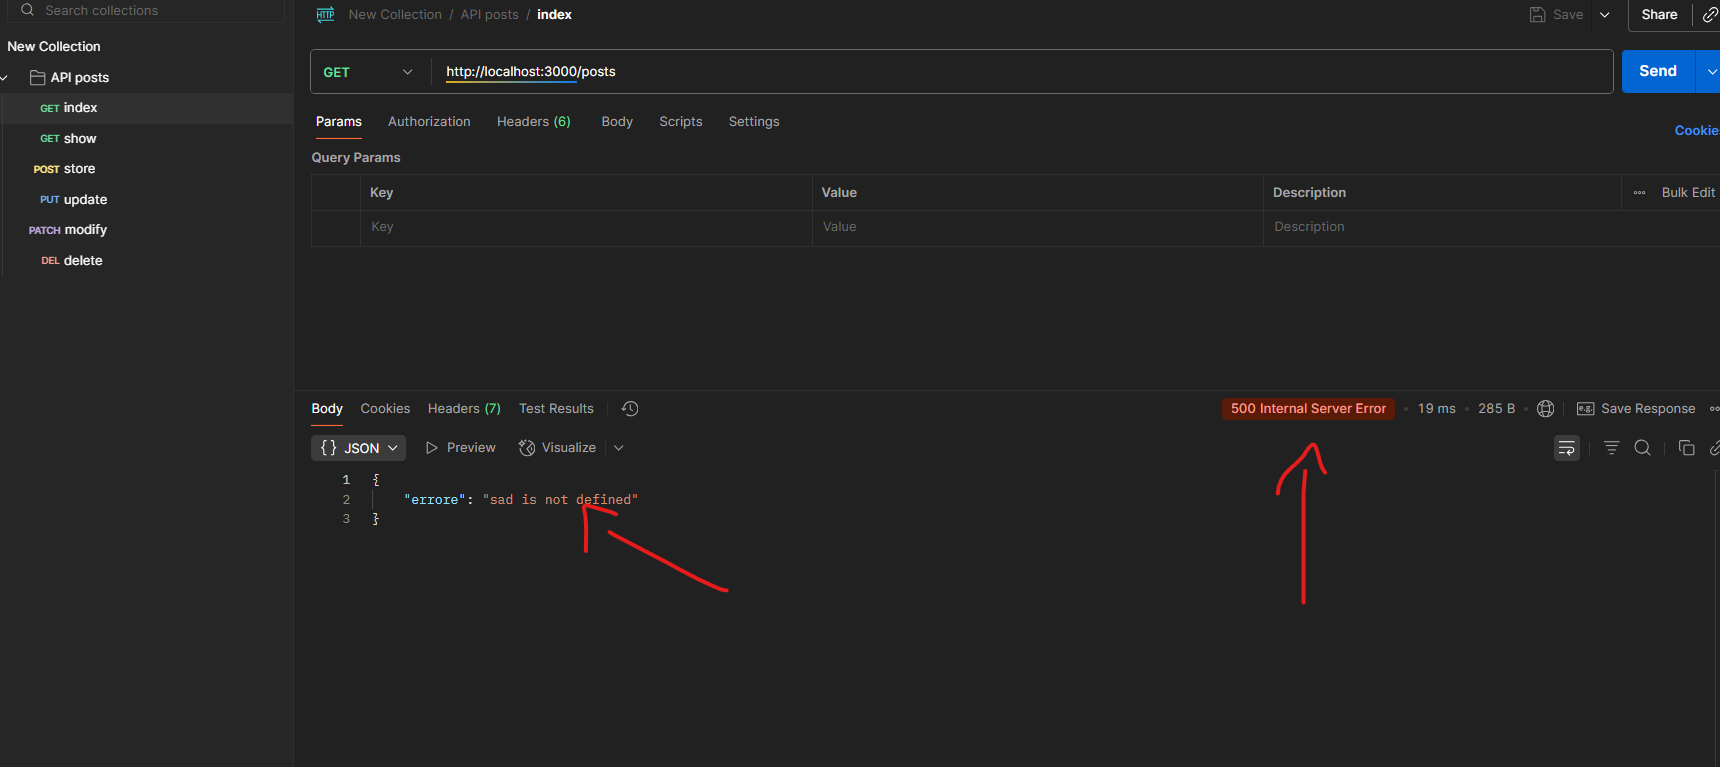 Search collections
New Collection
API posts
GET index
GET show
POST store
PUT update
PATCH modify
DEL delete
HTTP New Collection / API posts / index
Save
Share
GET http://localhost:3000/posts
Send
Params Authorization Headers (6) Body Scripts Settings
Cookie
Query Params
Key Value Description Bulk Edit
Key Value Description
Body Cookies Headers (7) Test Results
500 Internal Server Error • 19 ms • 285 B e.g. Save Response
{} JSON Preview Visualize
1 {
2 "errore": "sad is not defined"
3 }